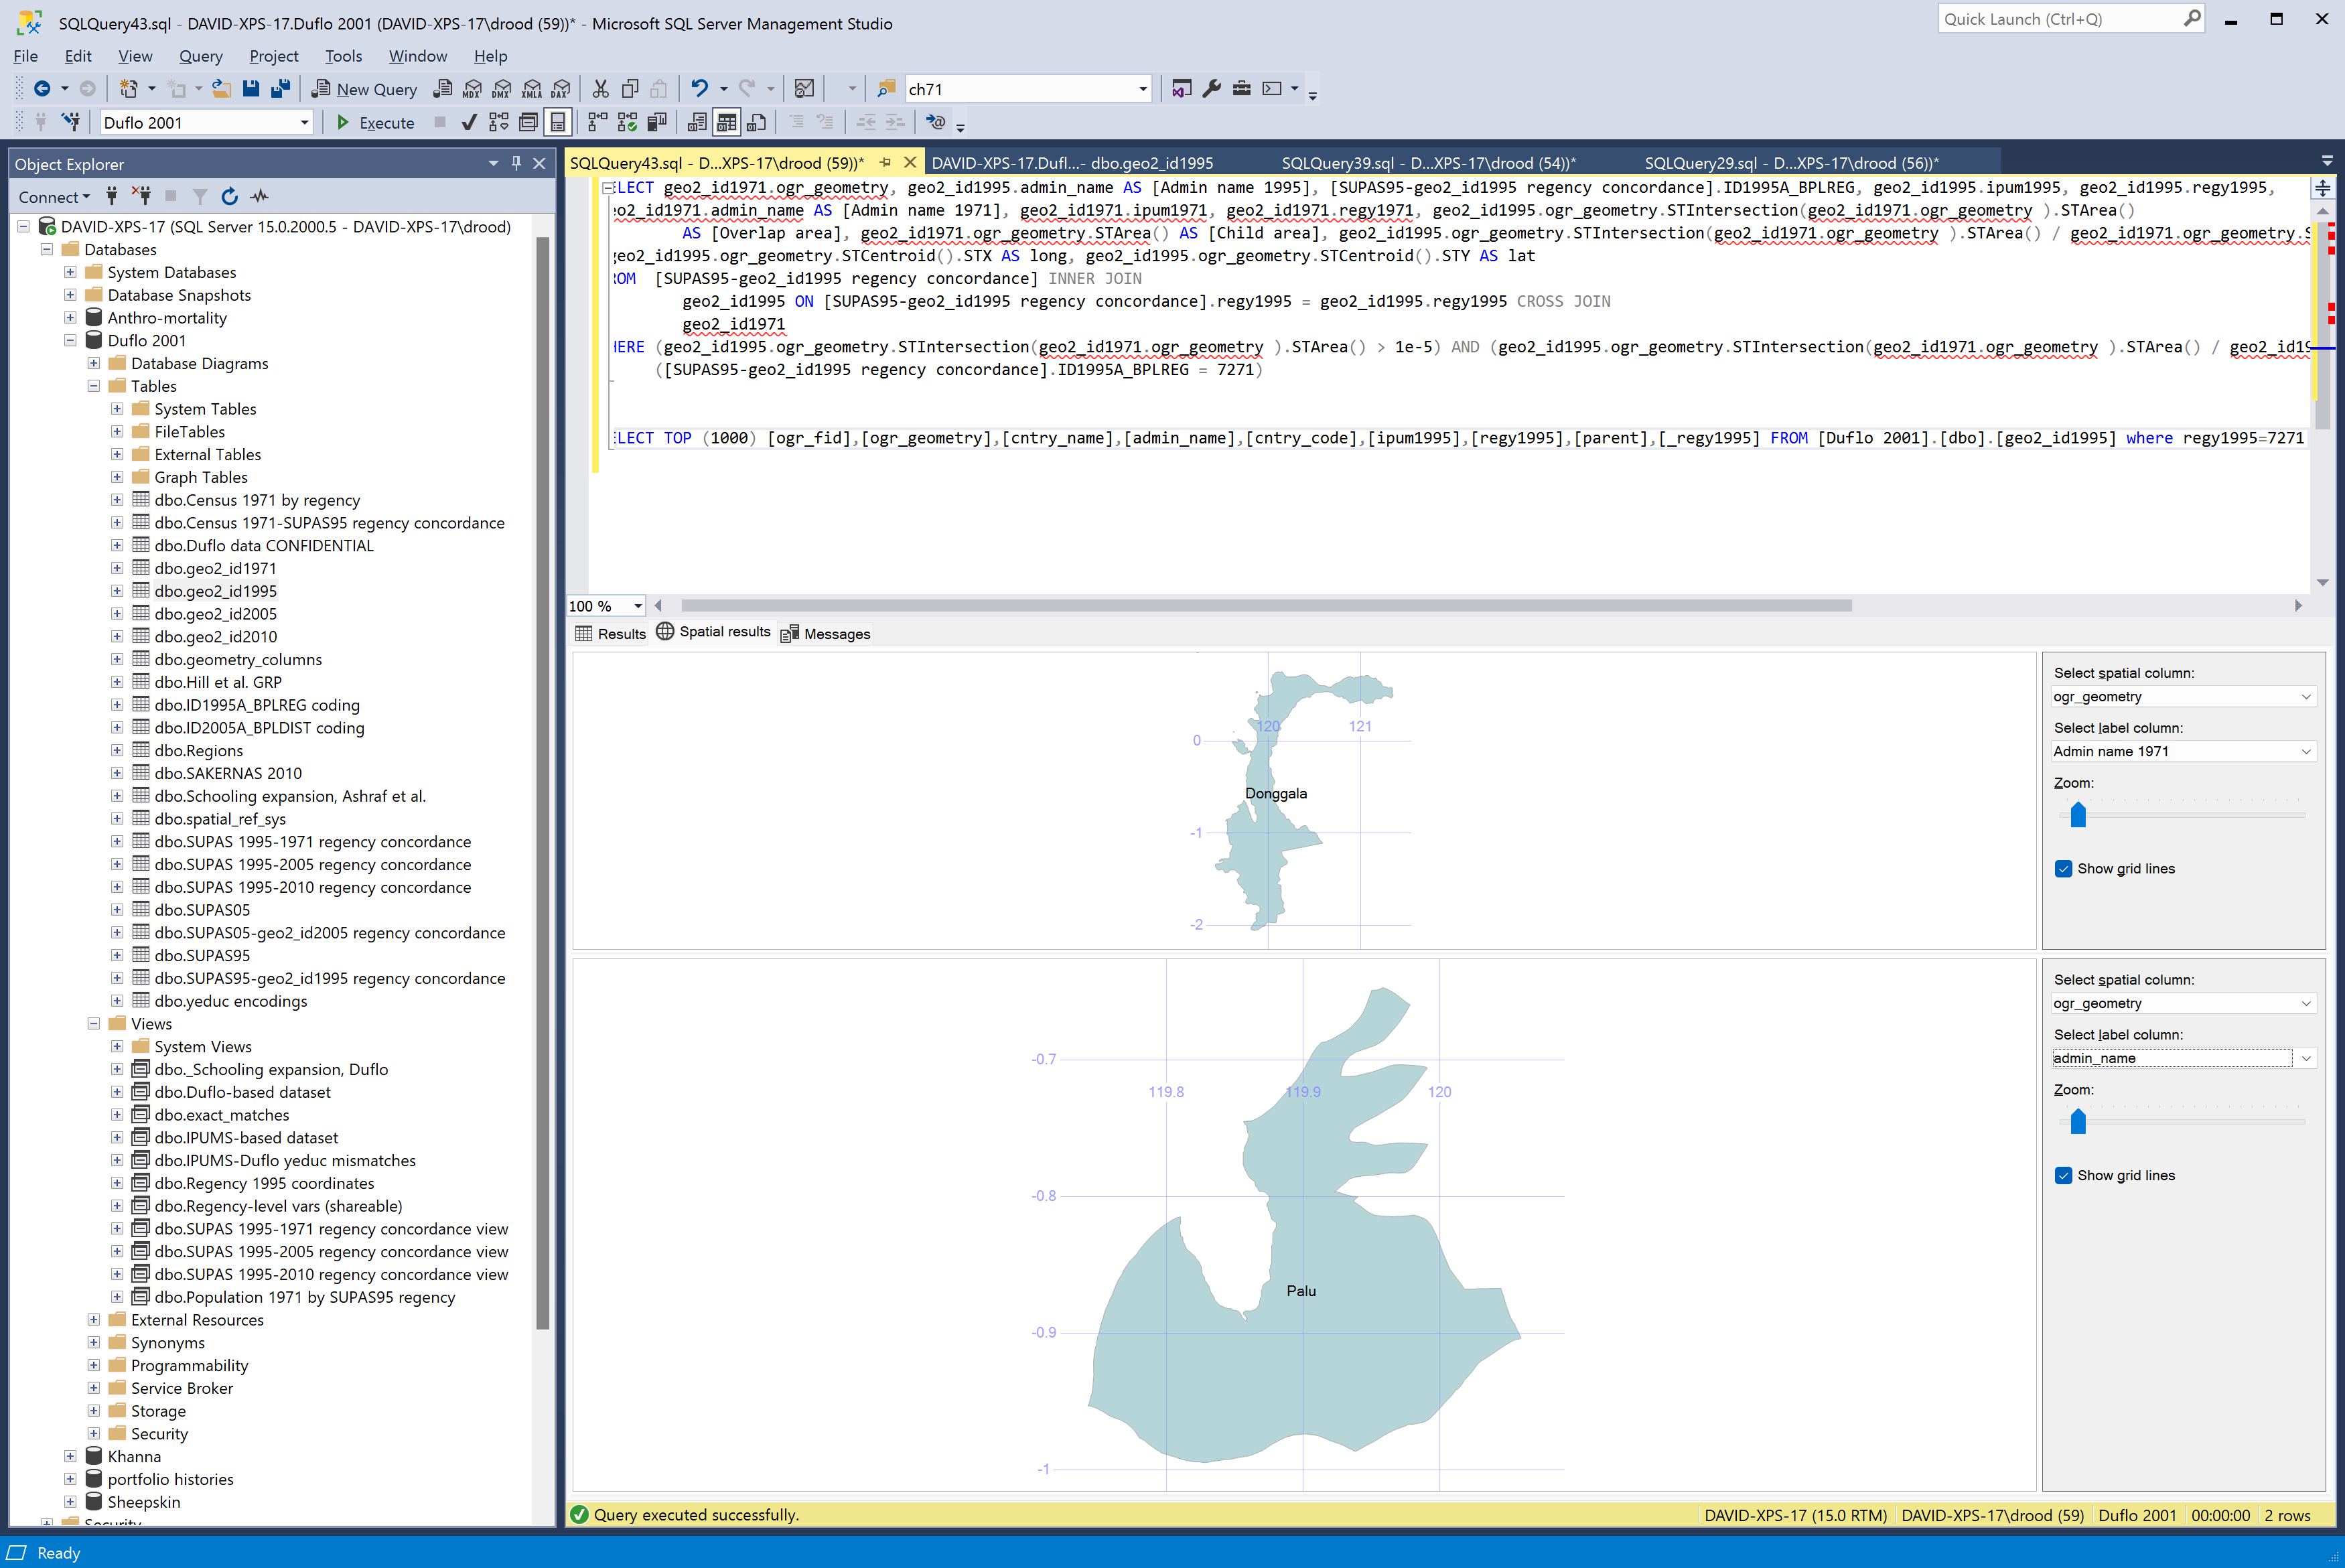 SQLQuery43.sql - DAVID-XPS-17.Duflo 2001 (DAVID-XPS-17\drood (59))* - Microsoft SQL Server Management Studio
Quick Launch (Ctrl+Q)
File Edit View Query Project Tools Window Help
New Query MDX DMX XMLA DAX ch71
Duflo 2001 Execute
Object Explorer
Connect
DAVID-XPS-17 (SQL Server 15.0.2000.5 - DAVID-XPS-17\drood)
Databases
System Databases
Database Snapshots
Anthro-mortality
Duflo 2001
Database Diagrams
Tables
System Tables
FileTables
External Tables
Graph Tables
dbo.Census 1971 by regency
dbo.Census 1971-SUPAS95 regency concordance
dbo.Duflo data CONFIDENTIAL
dbo.geo2_id1971
dbo.geo2_id1995
dbo.geo2_id2005
dbo.geo2_id2010
dbo.geometry_columns
dbo.Hill et al. GRP
dbo.ID1995A_BPLREG coding
dbo.ID2005A_BPLDIST coding
dbo.Regions
dbo.SAKERNAS 2010
dbo.Schooling expansion, Ashraf et al.
dbo.spatial_ref_sys
dbo.SUPAS 1995-1971 regency concordance
dbo.SUPAS 1995-2005 regency concordance
dbo.SUPAS 1995-2010 regency concordance
dbo.SUPAS05
dbo.SUPAS05-geo2_id2005 regency concordance
dbo.SUPAS95
dbo.SUPAS95-geo2_id1995 regency concordance
dbo.yeduc encodings
Views
System Views
dbo._Schooling expansion, Duflo
dbo.Duflo-based dataset
dbo.exact_matches
dbo.IPUMS-based dataset
dbo.IPUMS-Duflo yeduc mismatches
dbo.Regency 1995 coordinates
dbo.Regency-level vars (shareable)
dbo.SUPAS 1995-1971 regency concordance view
dbo.SUPAS 1995-2005 regency concordance view
dbo.SUPAS 1995-2010 regency concordance view
dbo.Population 1971 by SUPAS95 regency
External Resources
Synonyms
Programmability
Service Broker
Storage
Security
Khanna
portfolio histories
Sheepskin
Security
SQLQuery43.sql - D...XPS-17\drood (59))* DAVID-XPS-17.Dufl...- dbo.geo2_id1995 SQLQuery39.sql - D...XPS-17\drood (54))* SQLQuery29.sql - D...XPS-17\drood (56))*
ELECT geo2_id1971.ogr_geometry, geo2_id1995.admin_name AS [Admin name 1995], [SUPAS95-geo2_id1995 regency concordance].ID1995A_BPLREG, geo2_id1995.ipum1995, geo2_id1995.regy1995,
eo2_id1971.admin_name AS [Admin name 1971], geo2_id1971.ipum1971, geo2_id1971.regy1971, geo2_id1995.ogr_geometry.STIntersection(geo2_id1971.ogr_geometry ).STArea()
AS [Overlap area], geo2_id1971.ogr_geometry.STArea() AS [Child area], geo2_id1995.ogr_geometry.STIntersection(geo2_id1971.ogr_geometry ).STArea() / geo2_id1971.ogr_geometry.S
geo2_id1995.ogr_geometry.STCentroid().STX AS long, geo2_id1995.ogr_geometry.STCentroid().STY AS lat
ROM [SUPAS95-geo2_id1995 regency concordance] INNER JOIN
geo2_id1995 ON [SUPAS95-geo2_id1995 regency concordance].regy1995 = geo2_id1995.regy1995 CROSS JOIN
geo2_id1971
HERE (geo2_id1995.ogr_geometry.STIntersection(geo2_id1971.ogr_geometry ).STArea() > 1e-5) AND (geo2_id1995.ogr_geometry.STIntersection(geo2_id1971.ogr_geometry ).STArea() / geo2_id19
([SUPAS95-geo2_id1995 regency concordance].ID1995A_BPLREG = 7271)
ELECT TOP (1000) [ogr_fid],[ogr_geometry],[cntry_name],[admin_name],[cntry_code],[ipum1995],[regy1995],[parent],[_regy1995] FROM [Duflo 2001].[dbo].[geo2_id1995] where regy1995=7271
100 %
Results Spatial results Messages
120 121
0
Donggala
-1
-2
Select spatial column:
ogr_geometry
Select label column:
Admin name 1971
Zoom:
Show grid lines
-0.7
119.8 119.9 120
-0.8
Palu
-0.9
-1
Select spatial column:
ogr_geometry
Select label column:
admin_name
Zoom:
Show grid lines
Query executed successfully.
DAVID-XPS-17 (15.0 RTM) DAVID-XPS-17\drood (59) Duflo 2001 00:00:00 2 rows
Ready